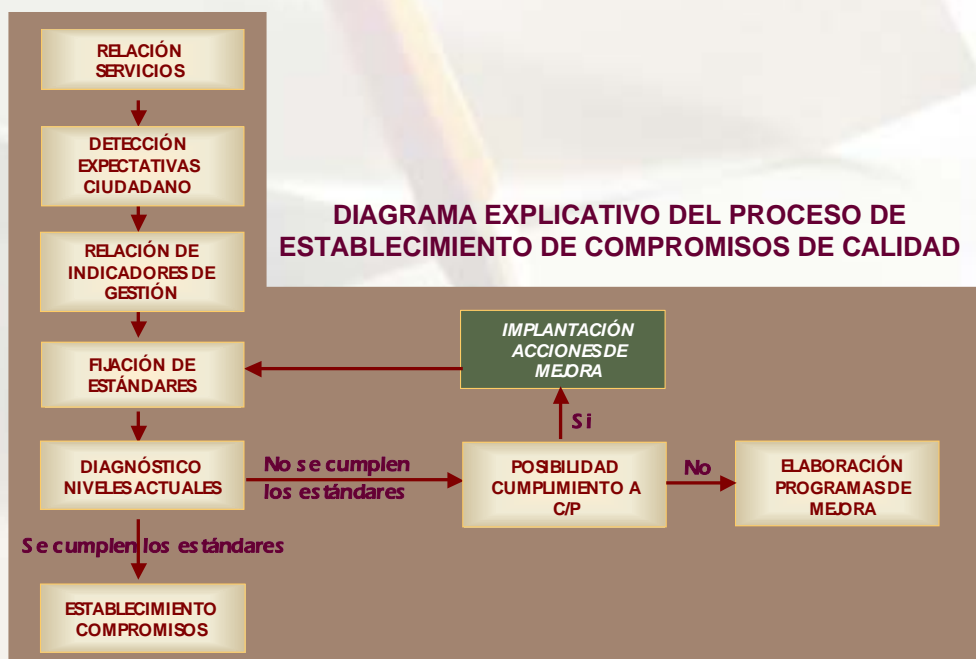 RELACIÓN
SERVICIOS
DETECCIÓN
EXPECTATIVAS
CIUDADANO
DIAGRAMA EXPLICATIVO DEL PROCESO DE
ESTABLECIMIENTO DE COMPROMISOS DE CALIDAD
RELACIÓN DE
INDICADORES DE
GESTIÓN
IMPLANTACIÓN
ACCIONES DE
MEJORA
FIJACIÓN DE
ESTÁNDARES
Si
DIAGNÓSTICO
NIVELES ACTUALES
No se cumplen
los estándares
POSIBILIDAD
CUMPLIMIENTO A
C/P
No
ELABORACIÓN
PROGRAMAS DE
MEJORA
Se cumplen los estándares
ESTABLECIMIENTO
COMPROMISOS